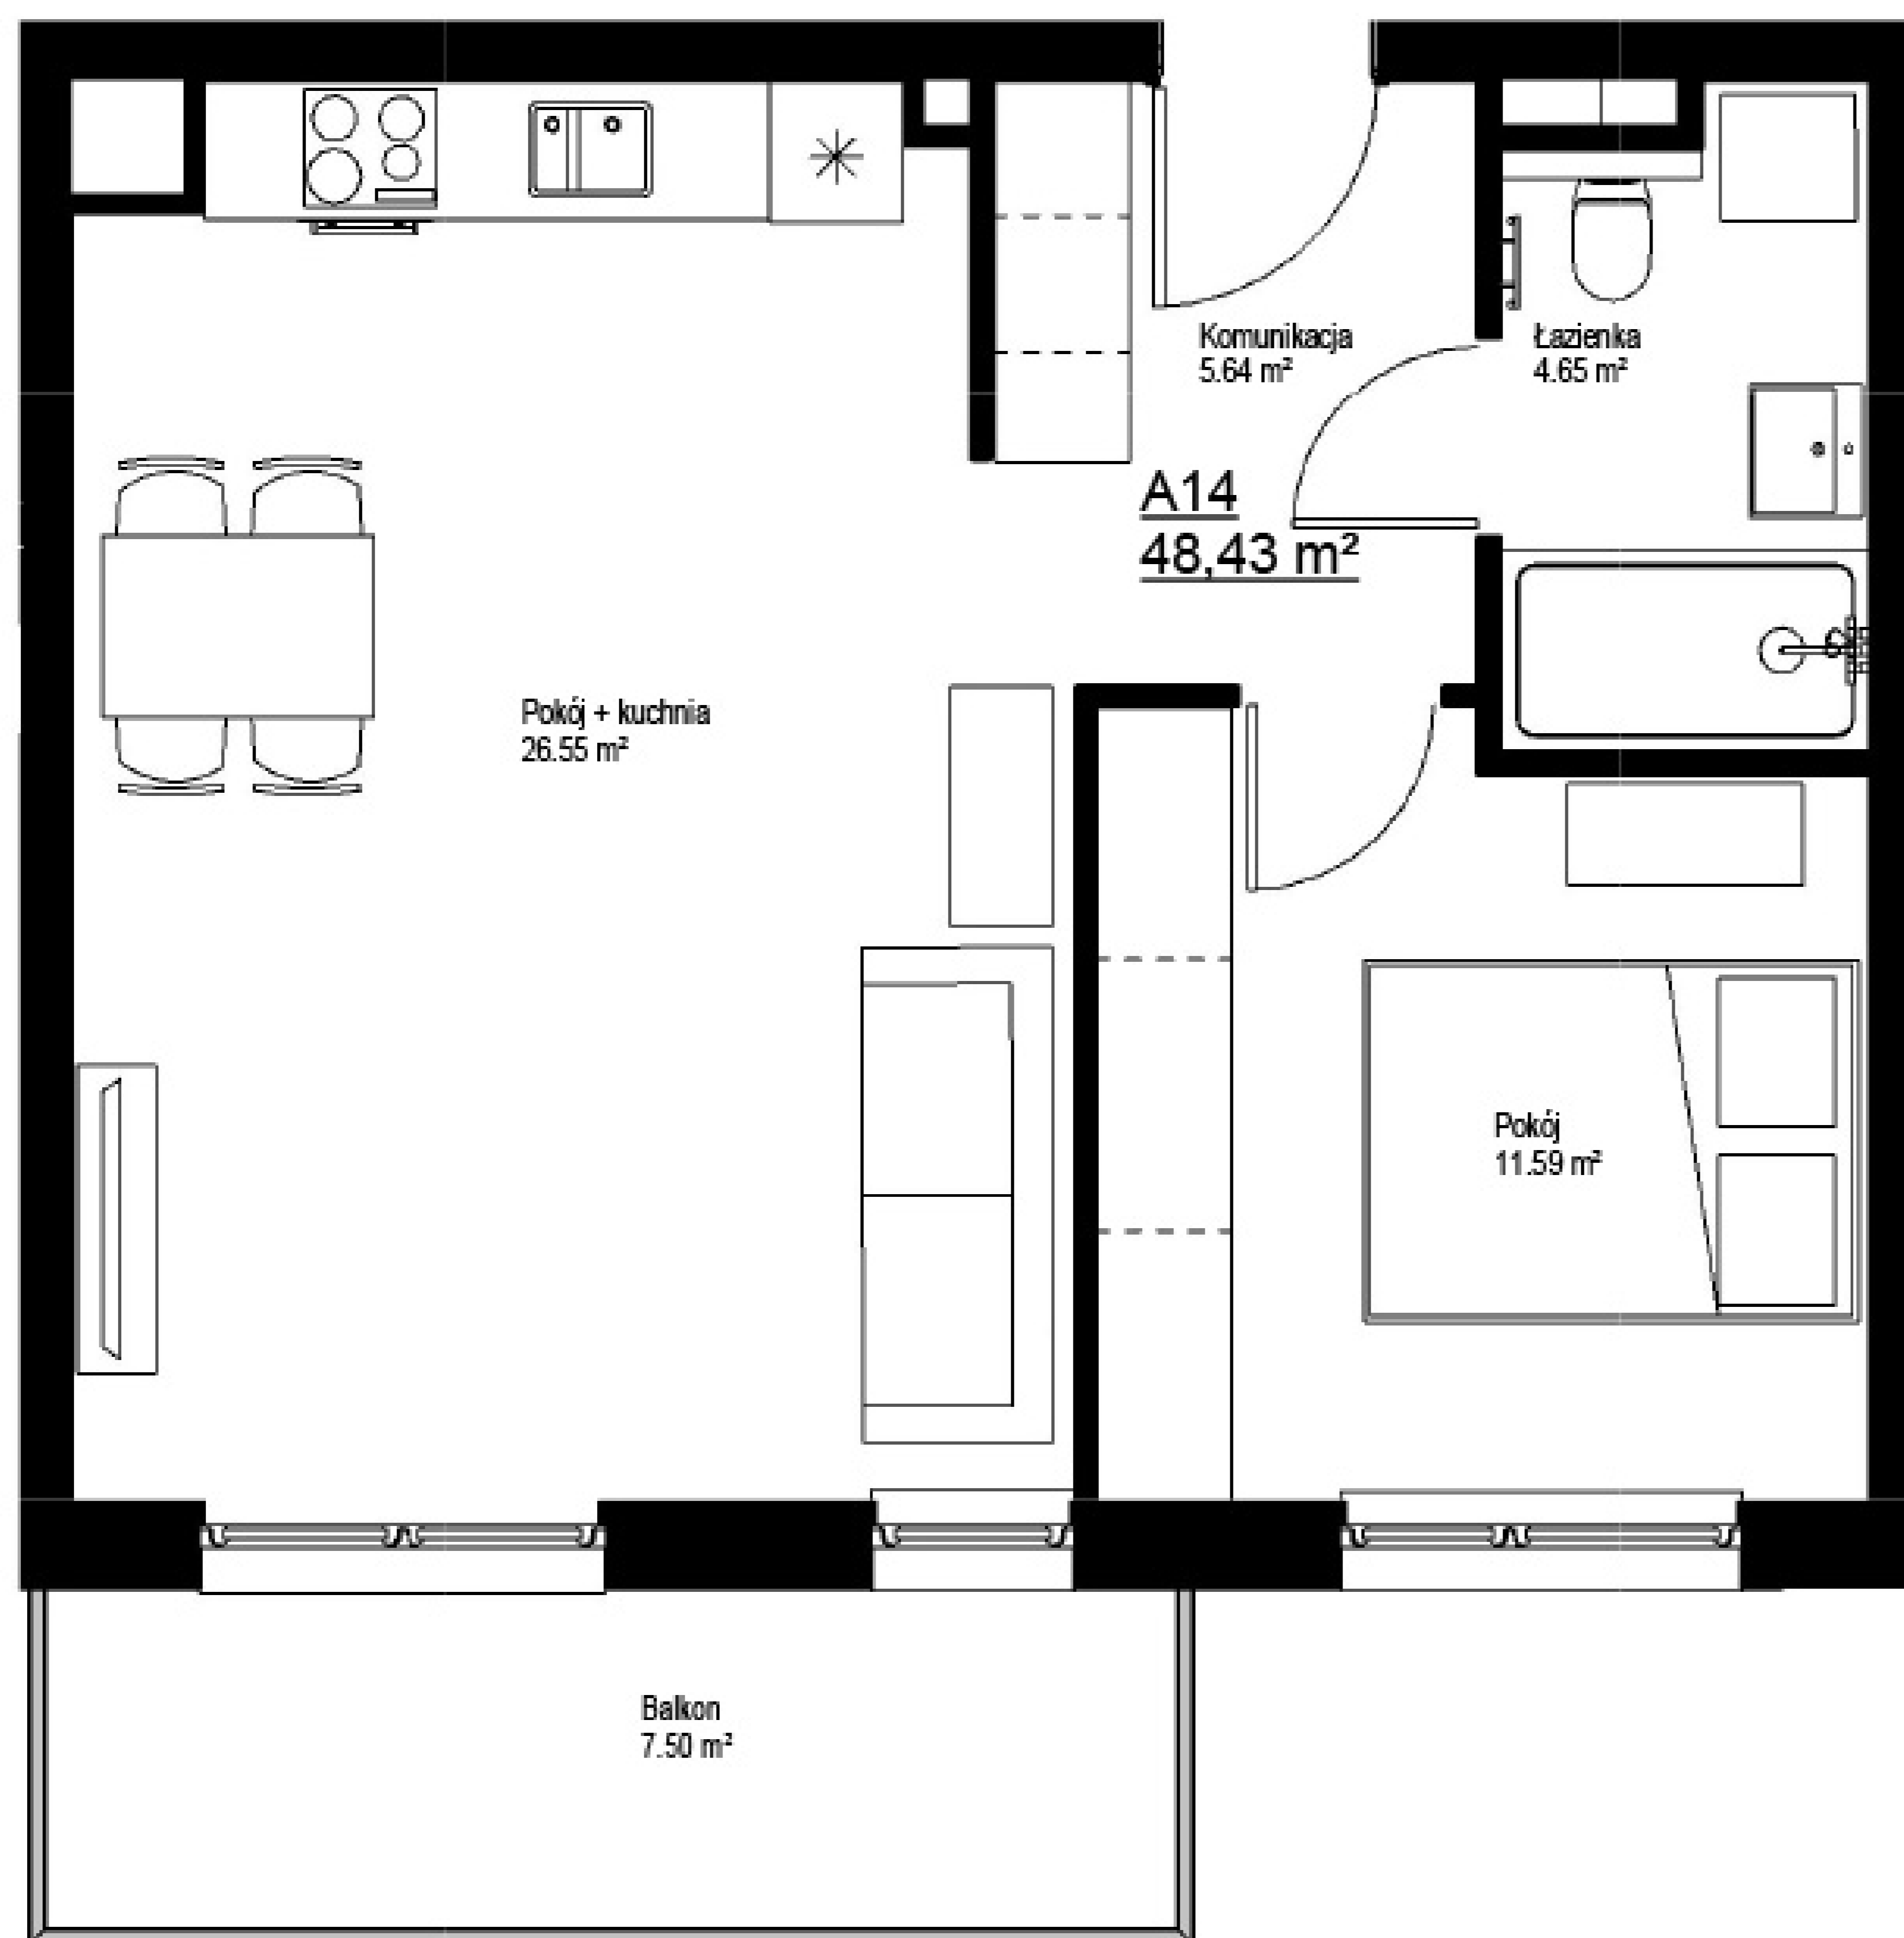 Komunikacja
5.64 m²
Łazienka
4.65 m²
A14
48,43 m²
Pokój + kuchnia
26.55 m²
Pokój
11.59 m²
Balkon
7.50 m²